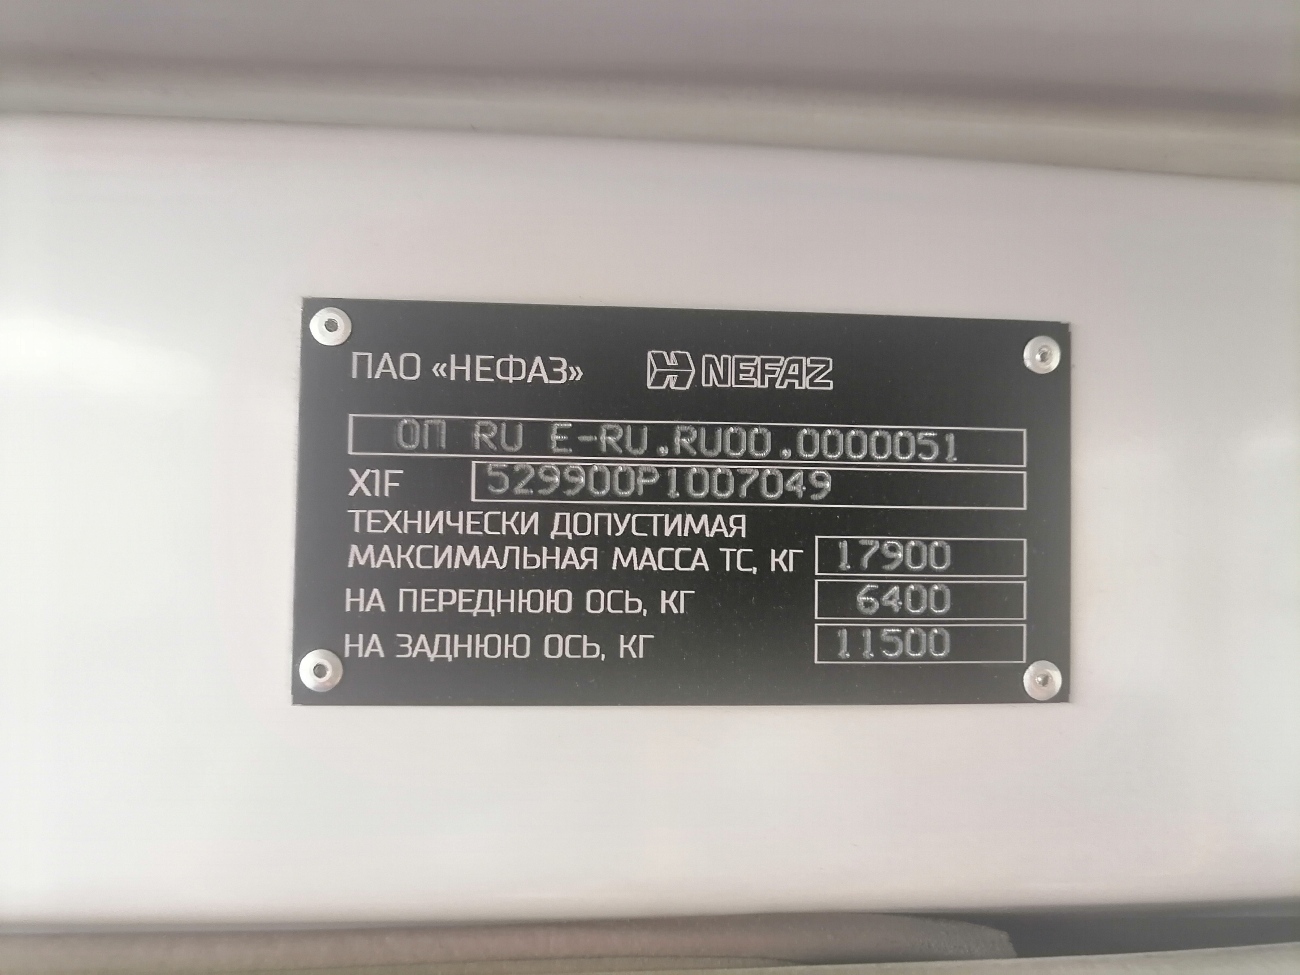 ПАО «НЕФАЗ» NEFAZ
ОП RU E-RU.RU00.0000051
X1F 529900P1007049
ТЕХНИЧЕСКИ ДОПУСТИМАЯ
МАКСИМАЛЬНАЯ МАССА ТС, КГ 17900
НА ПЕРЕДНЮЮ ОСЬ, КГ 6400
НА ЗАДНЮЮ ОСЬ, КГ 11500